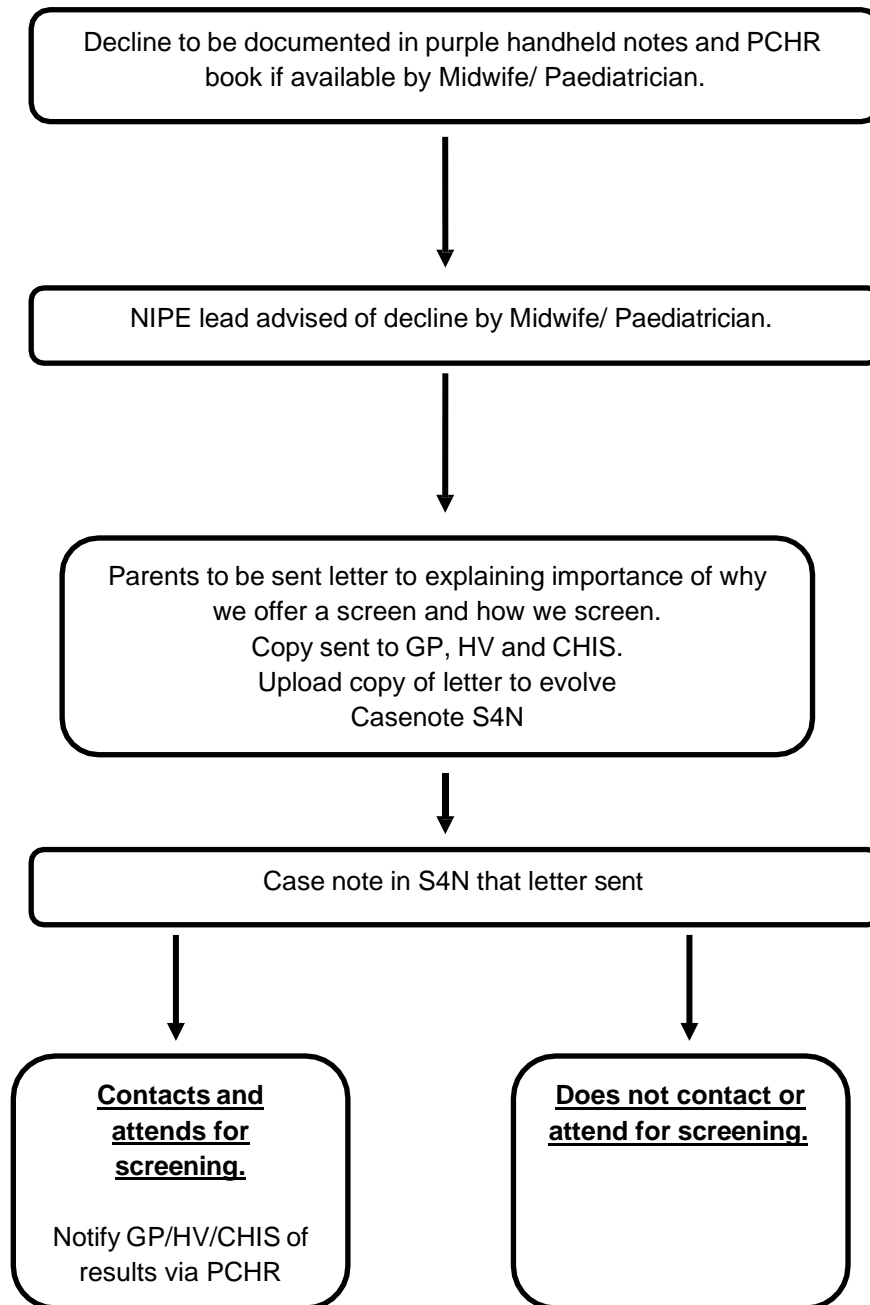 Decline to be documented in purple handheld notes and PCHR
book if available by Midwife/ Paediatrician.
NIPE lead advised of decline by Midwife/ Paediatrician.
Parents to be sent letter to explaining importance of why
we offer a screen and how we screen.
Copy sent to GP, HV and CHIS.
Upload copy of letter to evolve
Casenote S4N
Case note in S4N that letter sent
Contacts and
attends for
screening.
Notify GP/HV/CHIS of
results via PCHR
Does not contact or
attend for screening.